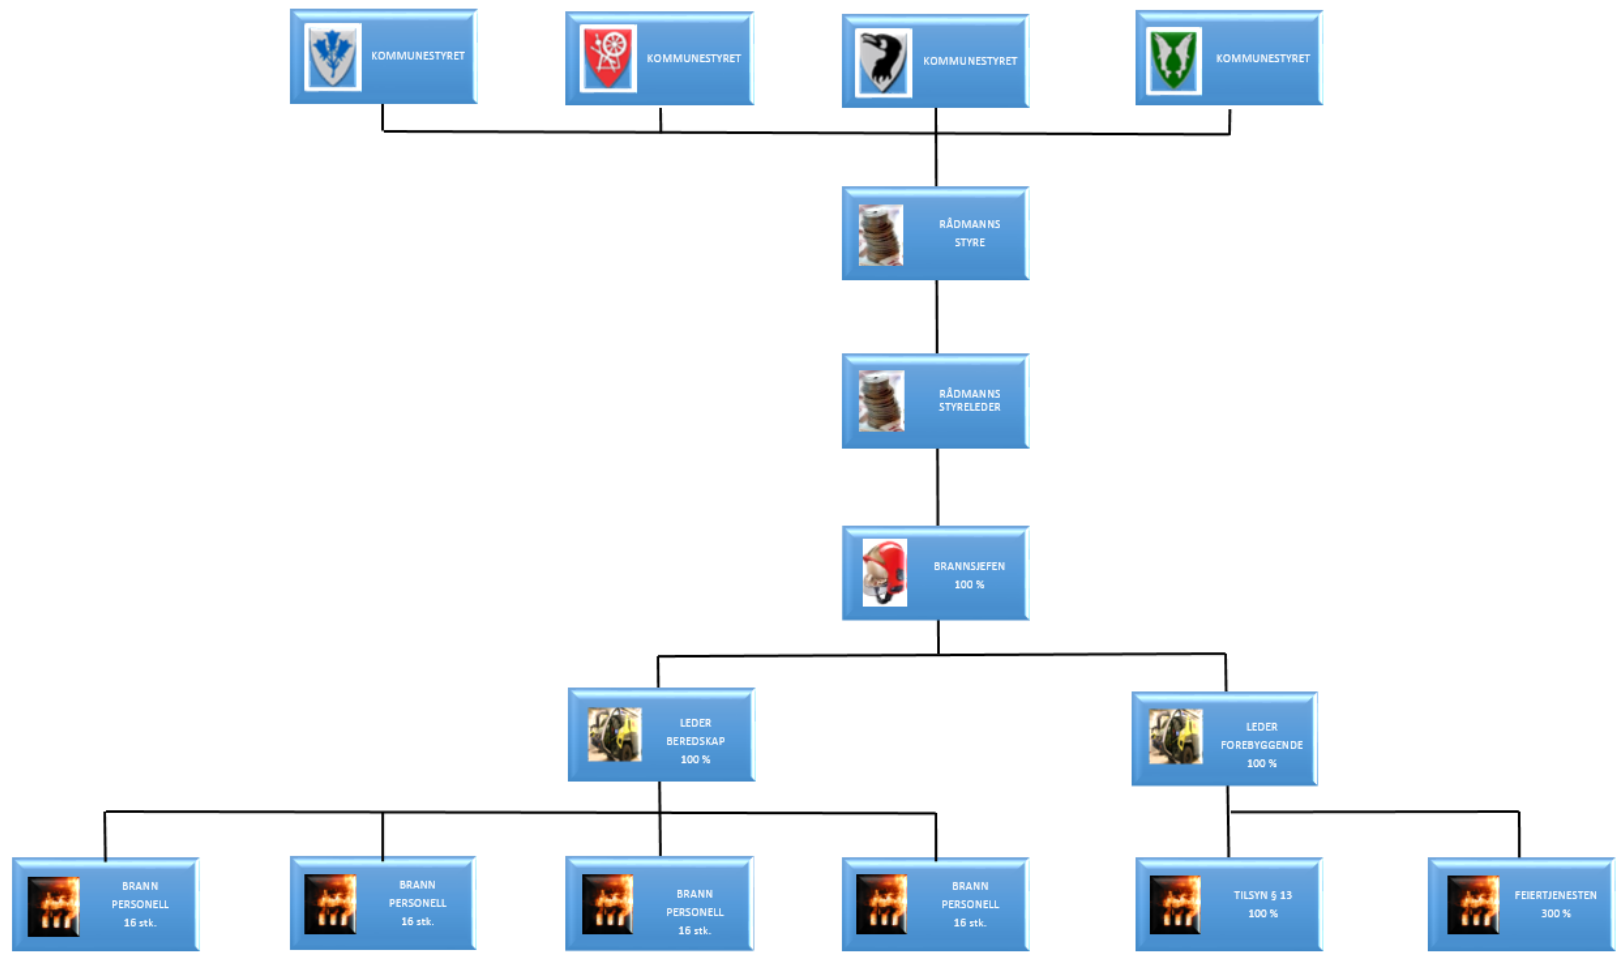 KOMMUNESTYRET
KOMMUNESTYRET
KOMMUNESTYRET
KOMMUNESTYRET
RÅDMANNS
STYRE
RÅDMANNS
STYRELEDER
BRANNSJEFEN
100 %
LEDER
BEREDSKAP
100 %
LEDER
FOREBYGGENDE
100 %
BRANN
PERSONELL
16 stk.
BRANN
PERSONELL
16 stk.
BRANN
PERSONELL
16 stk.
BRANN
PERSONELL
16 stk.
TILSYN § 13
100 %
FEIERTJENESTEN
300 %